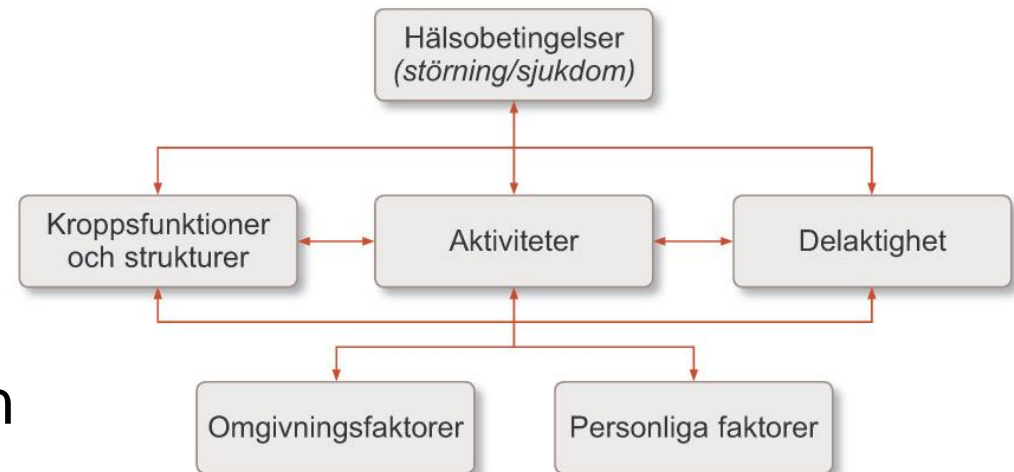 Hälsobetingelser
(störning/sjukdom)
Kroppsfunktioner
och strukturer
Aktiviteter
Delaktighet
n
Omgivningsfaktorer
Personliga faktorer